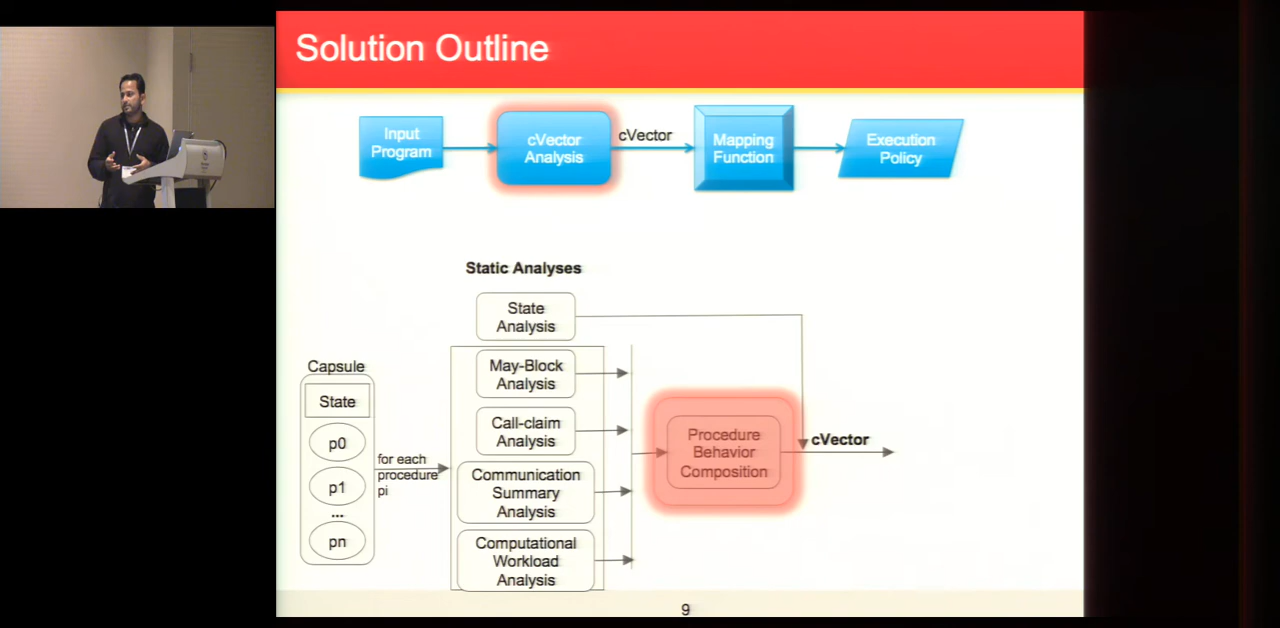 Solution Outline
Input
Program
cVector
Analysis
cVector
Mapping
Function
Execution
Policy
Static Analyses
State
Analysis
May-Block
Analysis
Call-claim
Analysis
Communication
Summary
Analysis
Computational
Workload
Analysis
Capsule
State
p0
p1
...
pn
for each
procedure
pi
Procedure
Behavior
Composition
cVector
9